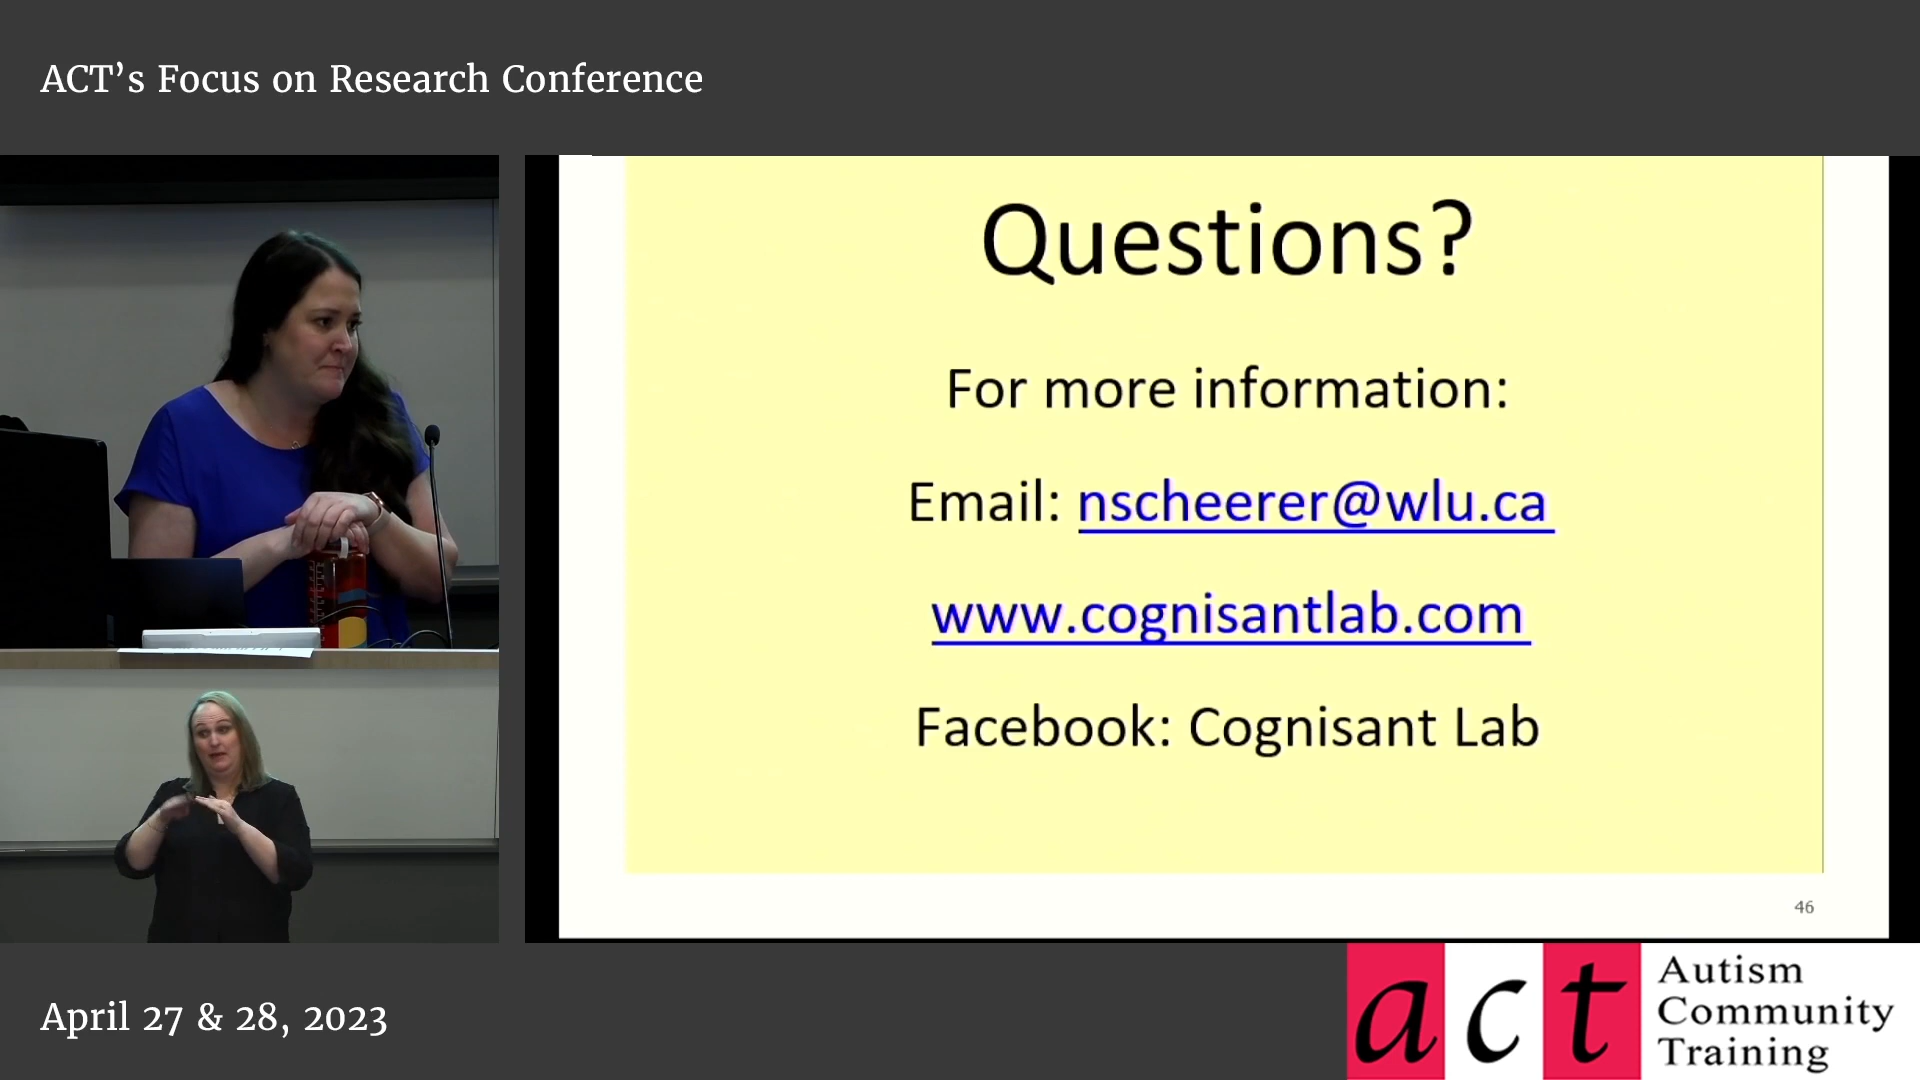 ACT’s Focus on Research Conference
Questions?
For more information:
Email: nscheerer@wlu.ca
www.cognisantlab.com
Facebook: Cognisant Lab
46
April 27 & 28, 2023
act
Autism
Community
Training